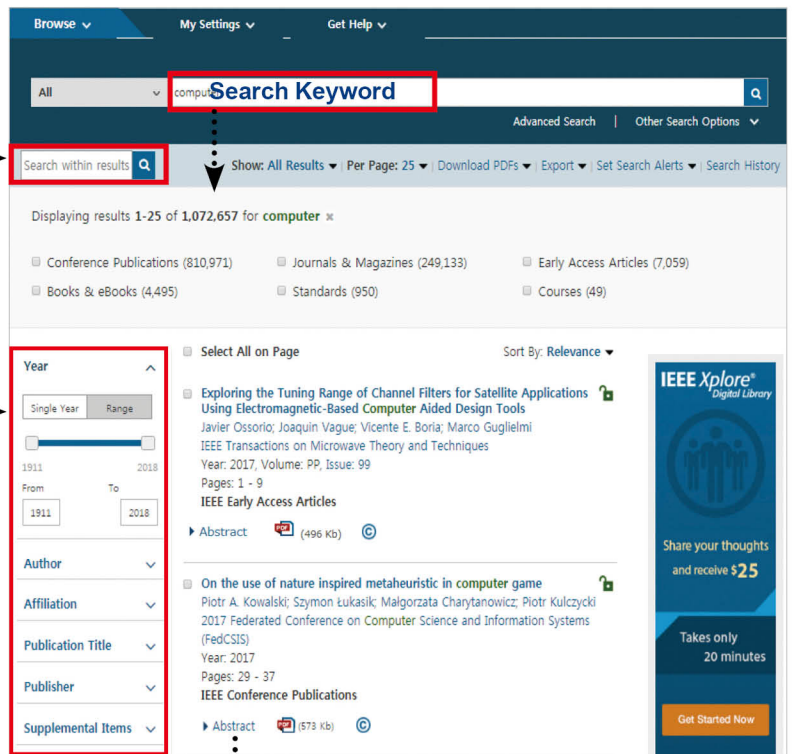 Browse My Settings Get Help
All computer Search Keyword
Advanced Search | Other Search Options
Search within results Show: All Results | Per Page: 25 | Download PDFs | Export | Set Search Alerts | Search History
Displaying results 1-25 of 1,072,657 for computer ×
Conference Publications (810,971) Journals & Magazines (249,133) Early Access Articles (7,059)
Books & eBooks (4,495) Standards (950) Courses (49)
Year
Single Year Range
1911 2018
From To
1911 2018
Author
Affiliation
Publication Title
Publisher
Supplemental Items
Select All on Page Sort By: Relevance
Exploring the Tuning Range of Channel Filters for Satellite Applications
Using Electromagnetic-Based Computer Aided Design Tools
Javier Ossorio; Joaquin Vague; Vicente E. Boria; Marco Guglielmi
IEEE Transactions on Microwave Theory and Techniques
Year: 2017, Volume: PP, Issue: 99
Pages: 1 - 9
IEEE Early Access Articles
Abstract PDF (496 Kb) ©
On the use of nature inspired metaheuristic in computer game
Piotr A. Kowalski; Szymon Łukasik; Małgorzata Charytanowicz; Piotr Kulczycki
2017 Federated Conference on Computer Science and Information Systems
(FedCSIS)
Year: 2017
Pages: 29 - 37
IEEE Conference Publications
Abstract PDF (573 Kb) ©
IEEE Xplore®
Digital Library
Share your thoughts
and receive $25
Takes only
20 minutes
Get Started Now